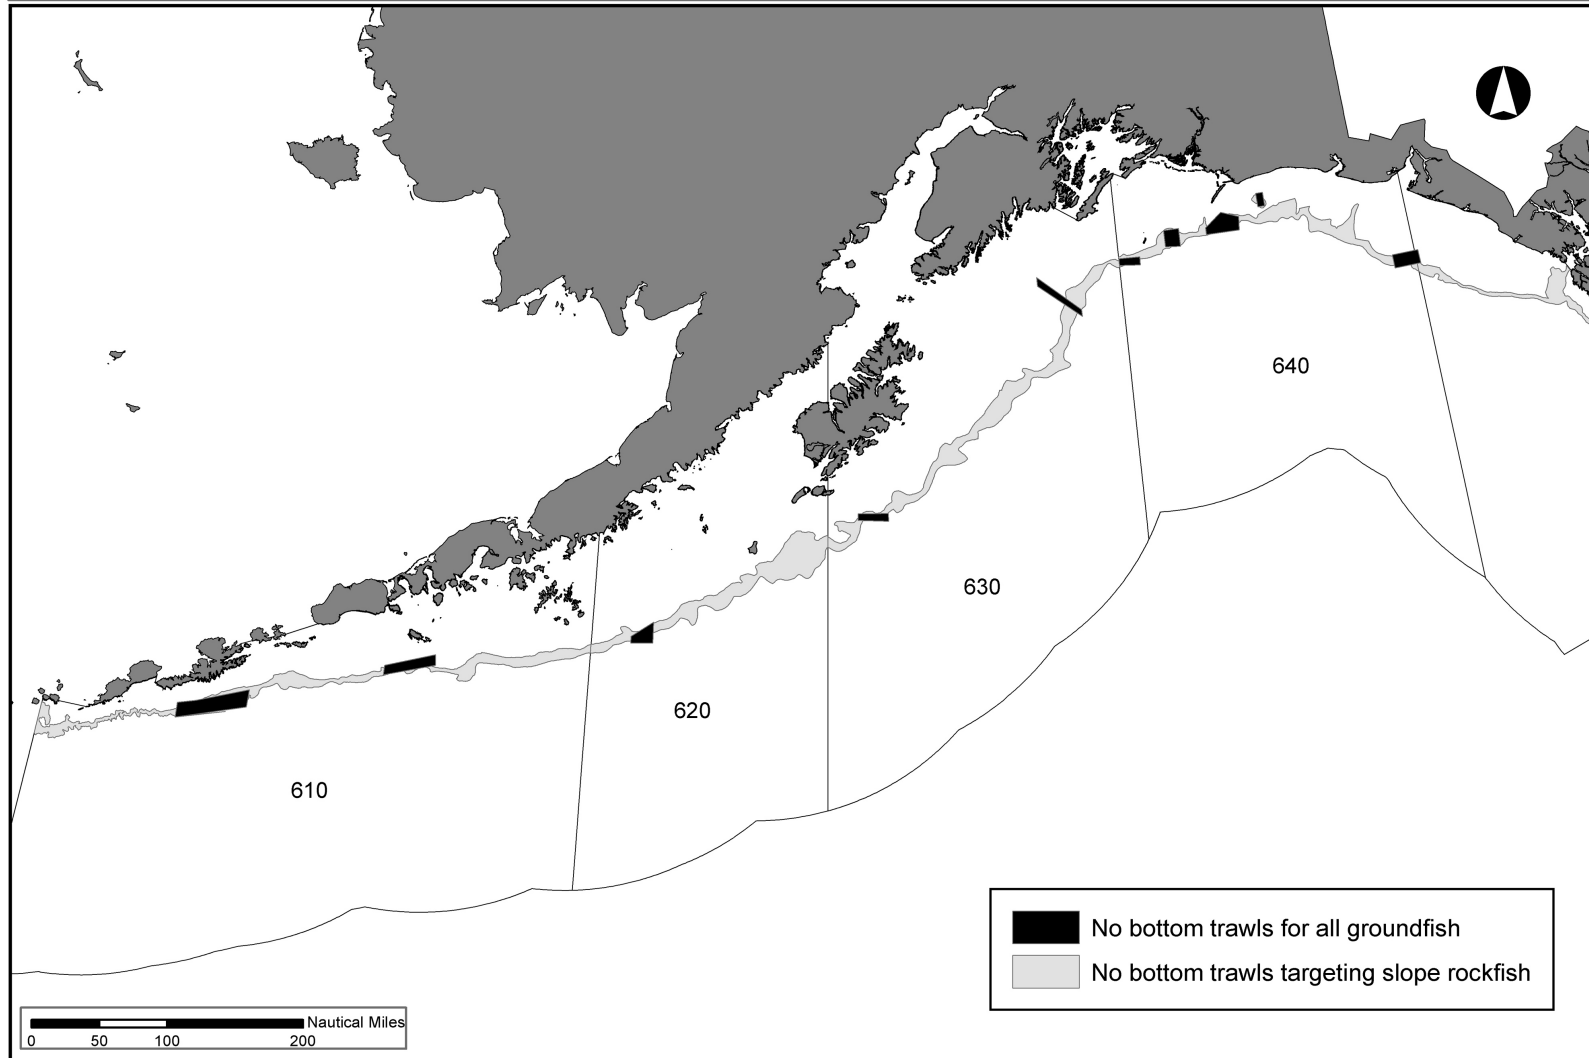 640
630
620
610
No bottom trawls for all groundfish
No bottom trawls targeting slope rockfish
Nautical Miles
0 50 100 200